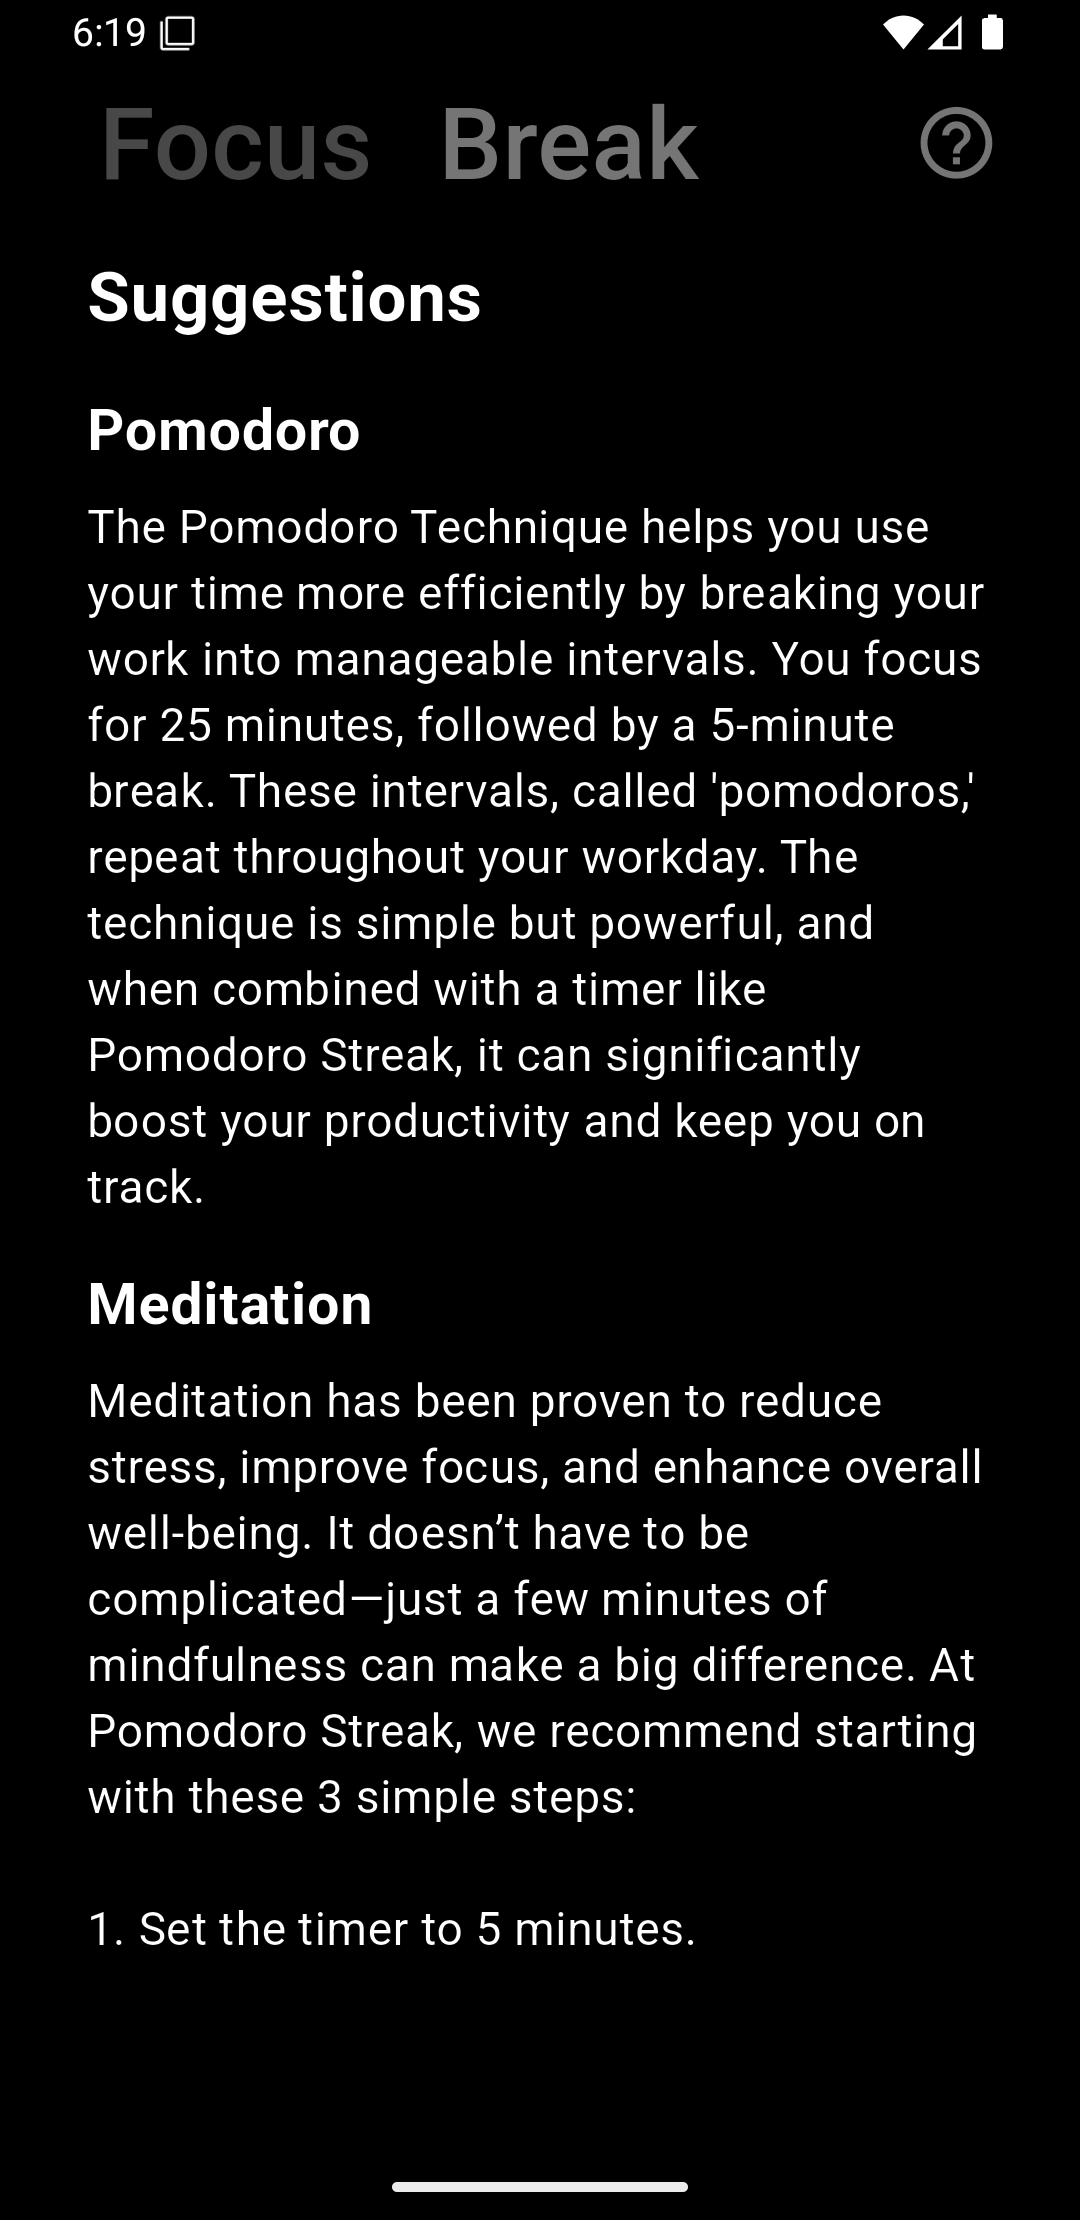 6:19
Focus Break
Suggestions
Pomodoro
The Pomodoro Technique helps you use
your time more efficiently by breaking your
work into manageable intervals. You focus
for 25 minutes, followed by a 5-minute
break. These intervals, called 'pomodoros,'
repeat throughout your workday. The
technique is simple but powerful, and
when combined with a timer like
Pomodoro Streak, it can significantly
boost your productivity and keep you on
track.
Meditation
Meditation has been proven to reduce
stress, improve focus, and enhance overall
well-being. It doesn’t have to be
complicated—just a few minutes of
mindfulness can make a big difference. At
Pomodoro Streak, we recommend starting
with these 3 simple steps:
1. Set the timer to 5 minutes.